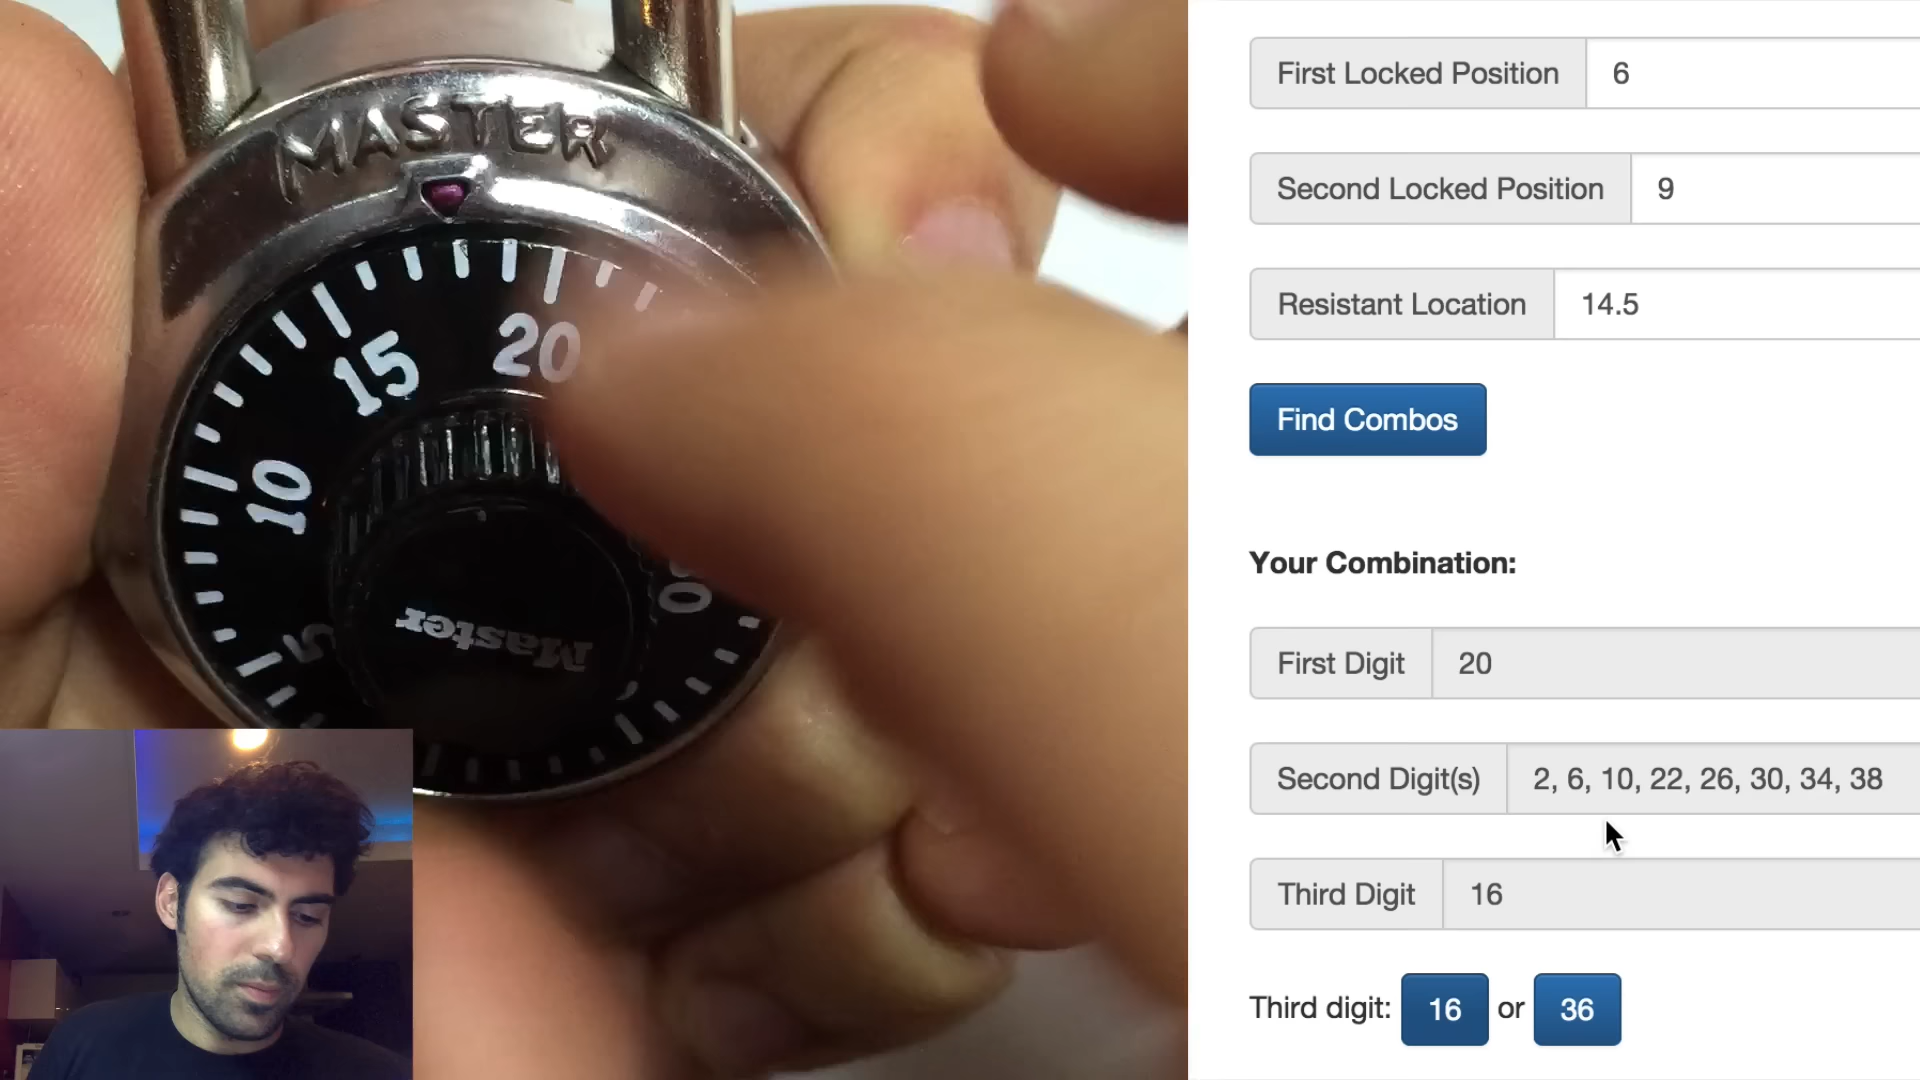 MASTER
20
15
10
5
Master
First Locked Position 6
Second Locked Position 9
Resistant Location 14.5
Find Combos
Your Combination:
First Digit 20
Second Digit(s) 2, 6, 10, 22, 26, 30, 34, 38
Third Digit 16
Third digit: 16 or 36